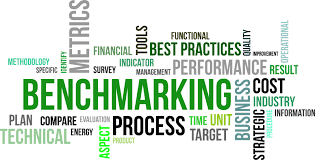 METRICS
TOOLS
FUNCTIONAL
QUALITY
OPERATIONAL
METHODOLOGY
IDENTIFY
FINANCIAL
BEST PRACTICES
IMPROVEMENT
SPECIFIC
SURVEY
INDICATOR
MANAGEMENT
PERFORMANCE
RESULT
BENCHMARKING
BUSINESS
COST
INDUSTRY
PLAN
COMPARE
EVALUATION
PROCESS
TIME
UNIT
STRATEGIC
INFORMATION
TECHNICAL
ENERGY
ASPECT
PRODUCT
TARGET